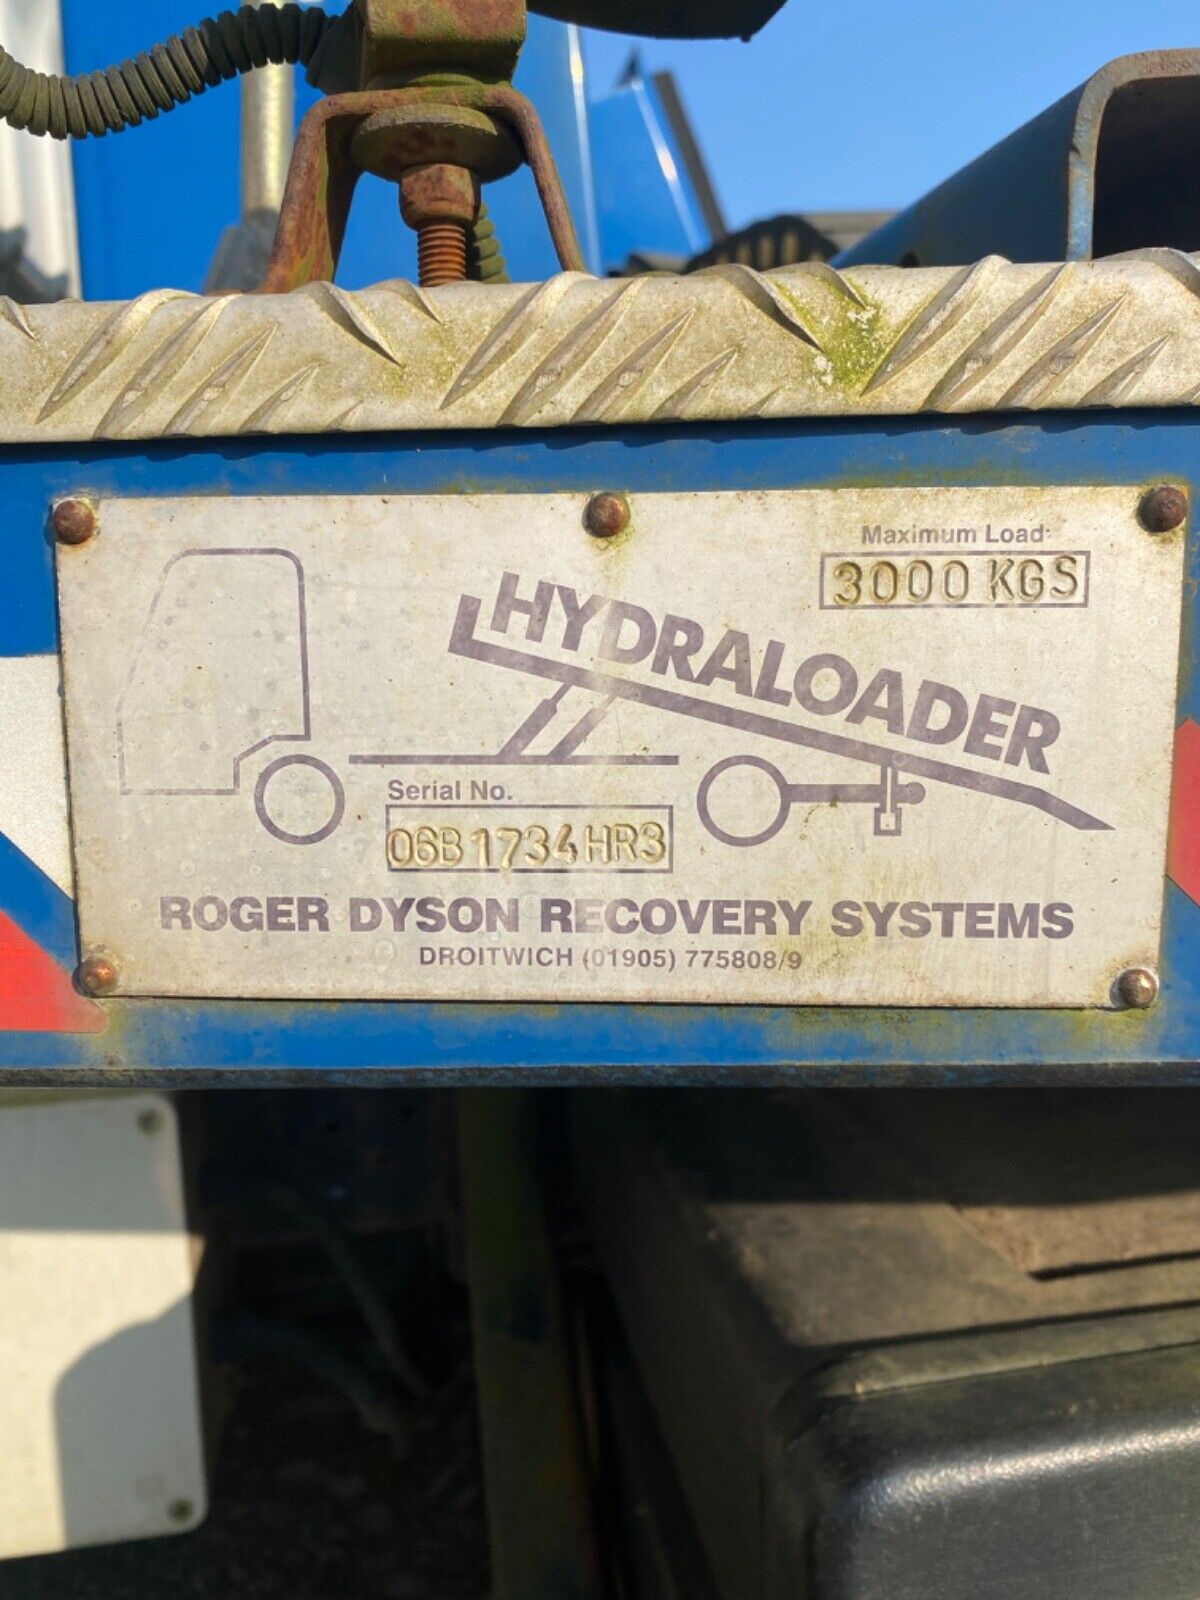 Maximum Load:
3000 KGS
HYDRALOADER
Serial No.
06B1734HR3
ROGER DYSON RECOVERY SYSTEMS
DROITWICH (01905) 775808/9